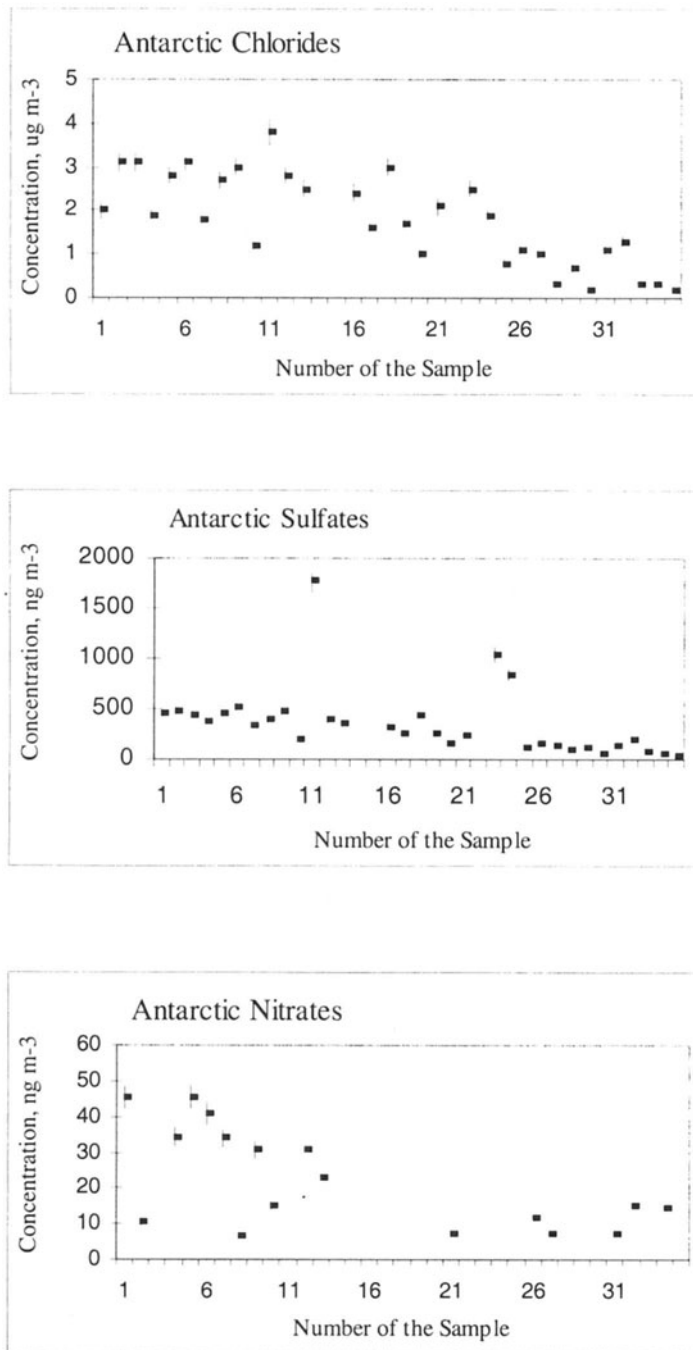 Antarctic Chlorides
Concentration, ug m-3
5
4
3
2
1
0
1 6 11 16 21 26 31
Number of the Sample
Antarctic Sulfates
Concentration, ng m-3
2000
1500
1000
500
0
1 6 11 16 21 26 31
Number of the Sample
Antarctic Nitrates
Concentration, ng m-3
60
50
40
30
20
10
0
1 6 11 16 21 26 31
Number of the Sample